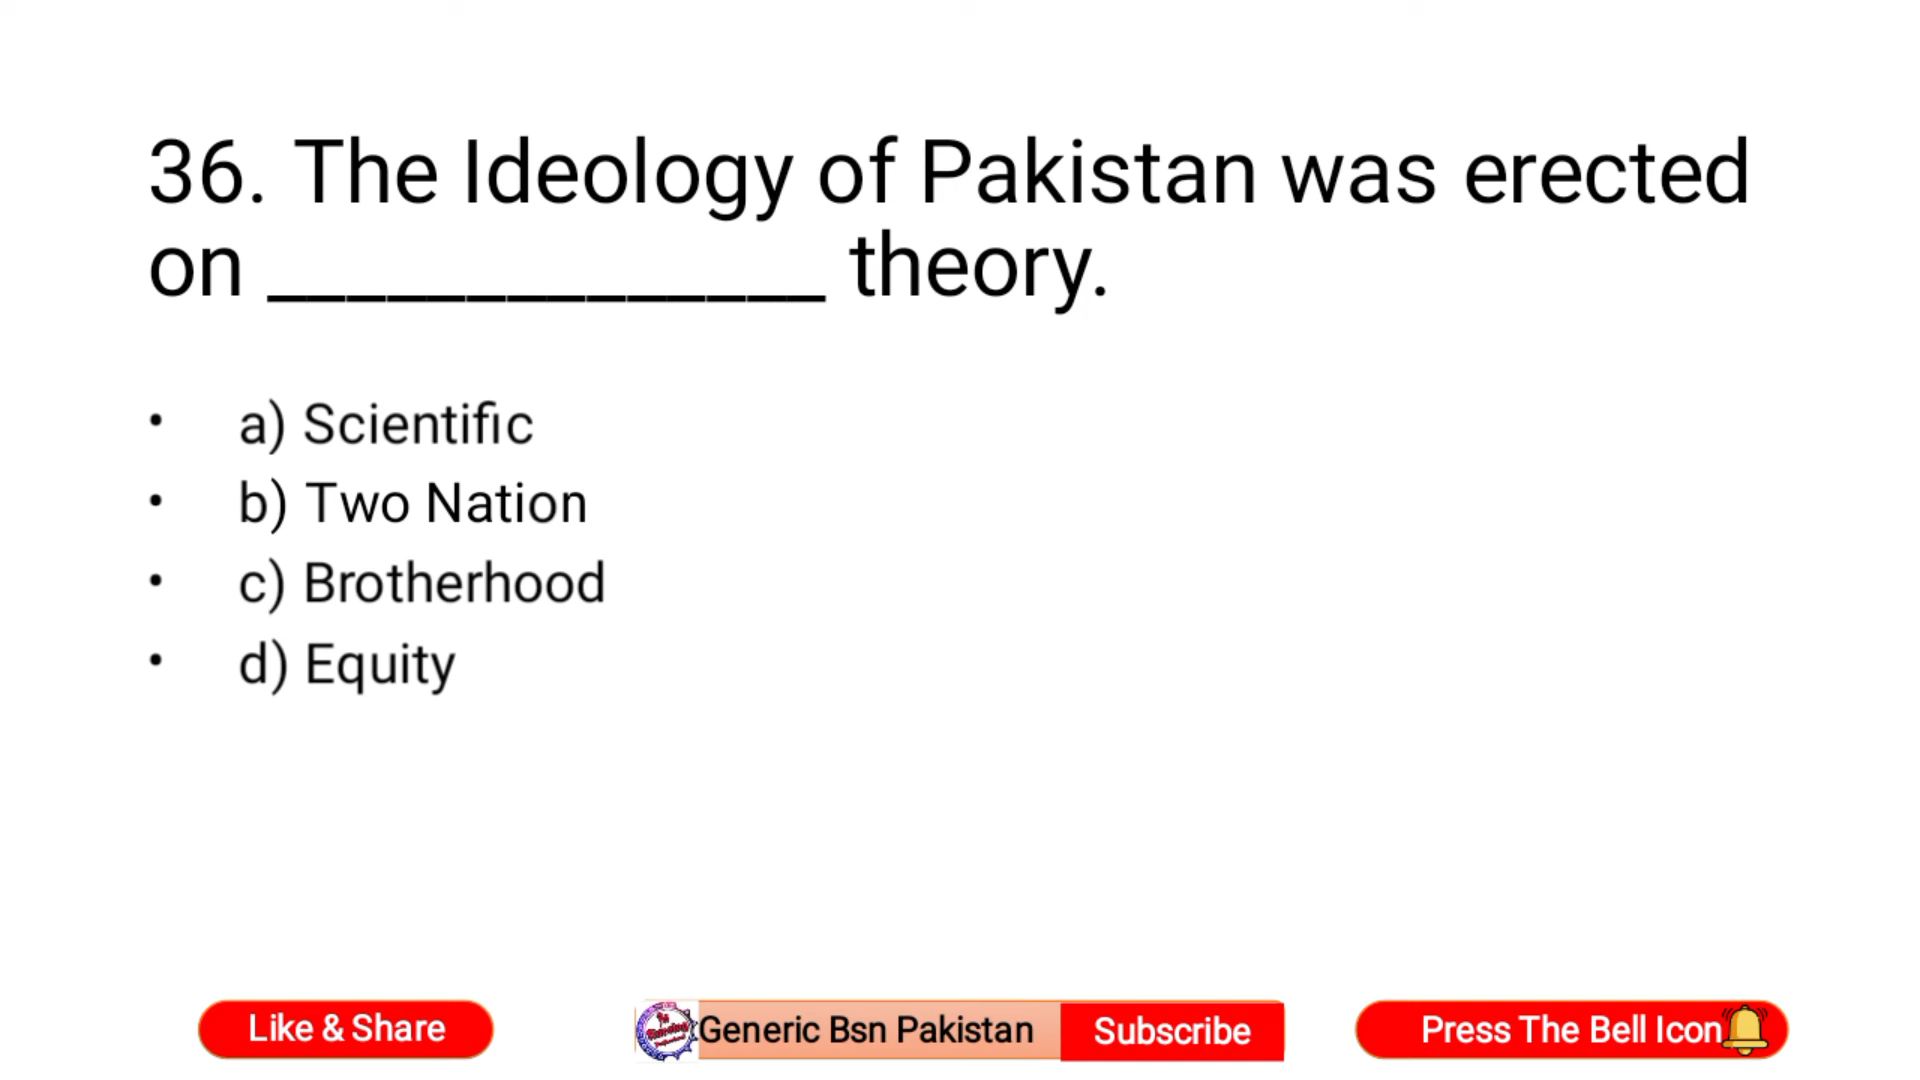 36. The Ideology of Pakistan was erected
on ______________ theory.
• a) Scientific
• b) Two Nation
• c) Brotherhood
• d) Equity
Like & Share
Generic Bsn Pakistan
Subscribe
Press The Bell Icon